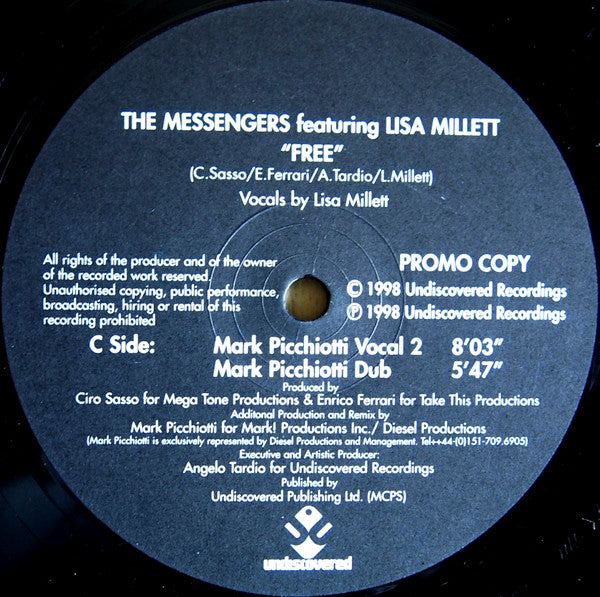 THE MESSENGERS featuring LISA MILLETT
"FREE"
(C.Sasso/E.Ferrari/A.Tardio/L.Millett)
Vocals by Lisa Millett
All rights of the producer and of the owner
of the recorded work reserved.
Unauthorised copying, public performance,
broadcasting, hiring or rental of this
recording prohibited
PROMO COPY
© 1998 Undiscovered Recordings
℗ 1998 Undiscovered Recordings
C Side: Mark Picchiotti Vocal 2 8'03"
Mark Picchiotti Dub 5'47"
Produced by
Ciro Sasso for Mega Tone Productions & Enrico Ferrari for Take This Productions
Additonal Production and Remix by
Mark Picchiotti for Mark! Productions Inc./ Diesel Productions
(Mark Picchiotti is exclusively represented by Diesel Productions and Management. Tel++44-(0)151-709.6905)
Executive and Artistic Producer:
Angelo Tardio for Undiscovered Recordings
Published by
Undiscovered Publishing Ltd. (MCPS)
undiscovered